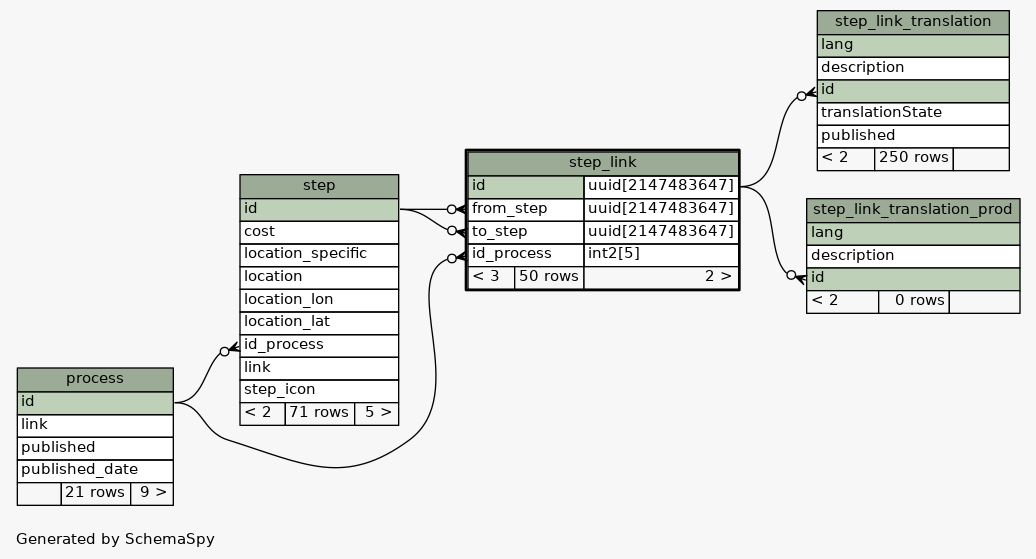 step_link_translation
lang
description
id
translationState
published
< 2 250 rows
step_link
id uuid[2147483647]
from_step uuid[2147483647]
to_step uuid[2147483647]
id_process int2[5]
< 3 50 rows 2 >
step
id
cost
location_specific
location
location_lon
location_lat
id_process
link
step_icon
< 2 71 rows 5 >
step_link_translation_prod
lang
description
id
< 2 0 rows
process
id
link
published
published_date
21 rows 9 >
Generated by SchemaSpy